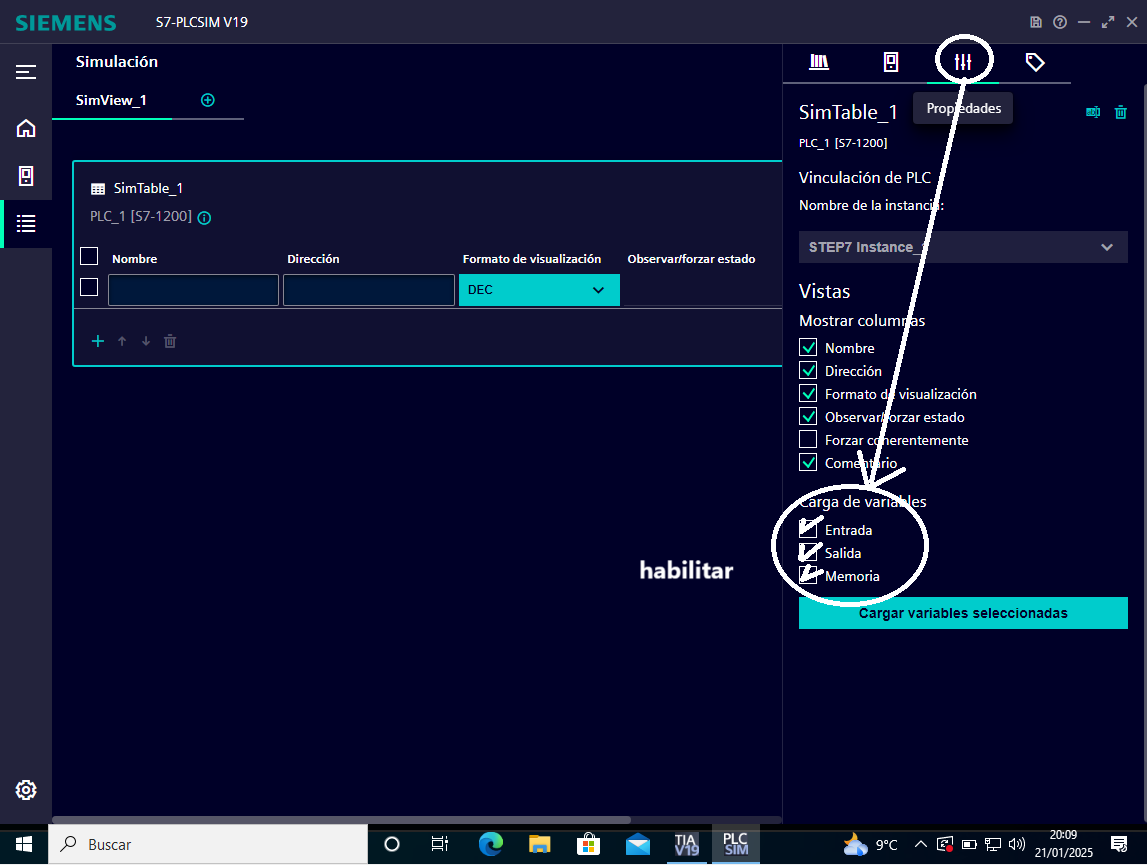 SIEMENS
S7-PLCSIM V19
Simulación
SimView_1
SimTable_1
PLC_1 [S7-1200]
Nombre
Dirección
Formato de visualización
Observar/forzar estado
DEC
Propiedades
SimTable_1
PLC_1 [S7-1200]
Vinculación de PLC
Nombre de la instancia:
STEP7 Instance_
Vistas
Mostrar columnas
Nombre
Dirección
Formato de visualización
Observar/forzar estado
Forzar coherentemente
Comentario
Carga de variables
Entrada
Salida
Memoria
habilitar
Cargar variables seleccionadas
Buscar
TIA
V19
PLC
SIM
9°C
20:09
21/01/2025